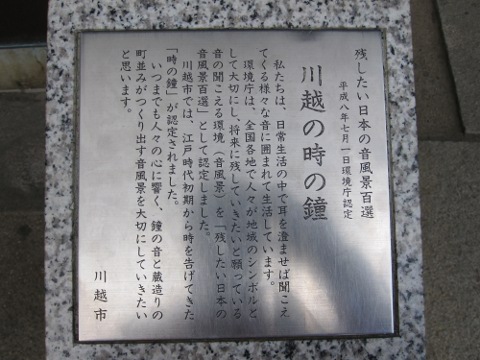 残したい日本の音風景百選
平成八年七月一日環境庁認定
川越の時の鐘
私たちは、日常生活の中で耳を澄ませば聞こえ
てくる様々な音に囲まれて生活しています。
環境庁は、全国各地で人々が地域のシンボルと
して大切にし、将来に残していきたいと願っている
音の聞こえる環境（音風景）を「残したい日本の
音風景百選」として認定しました。
川越市では、江戸時代初期から時を告げてきた
「時の鐘」が認定されました。
いつまでも人々の心に響く、鐘の音と蔵造りの
町並みがつくり出す音風景を大切にしていきたい
と思います。
川越市